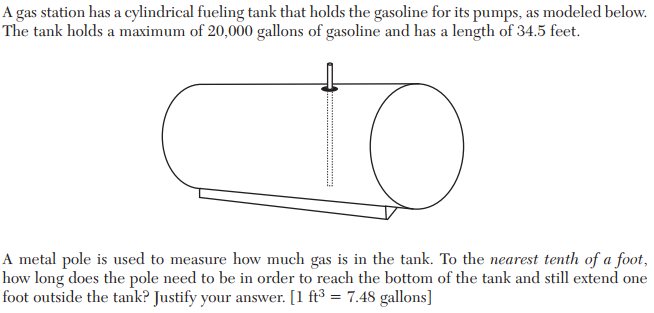 A gas station has a cylindrical fueling tank that holds the gasoline for its pumps, as modeled below.
The tank holds a maximum of 20,000 gallons of gasoline and has a length of 34.5 feet.
A metal pole is used to measure how much gas is in the tank. To the nearest tenth of a foot,
how long does the pole need to be in order to reach the bottom of the tank and still extend one
foot outside the tank? Justify your answer. [1 ft³ = 7.48 gallons]